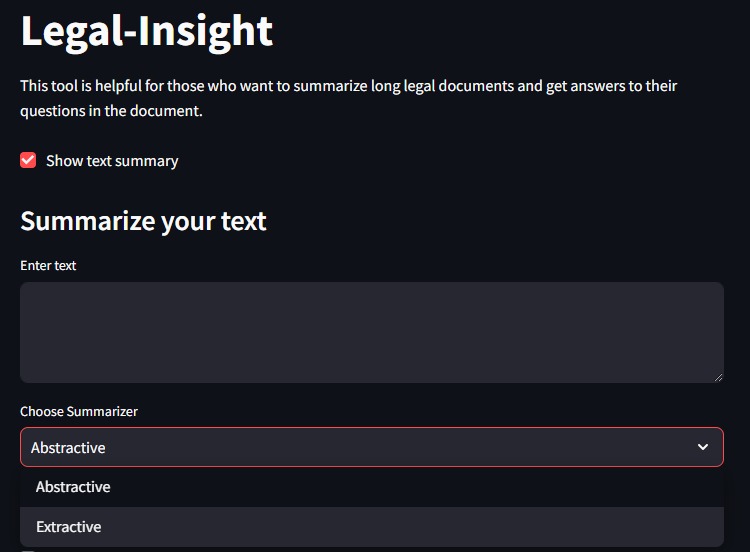 Legal-Insight
This tool is helpful for those who want to summarize long legal documents and get answers to their
questions in the document.
Show text summary
Summarize your text
Enter text
Choose Summarizer
Abstractive
Abstractive
Extractive